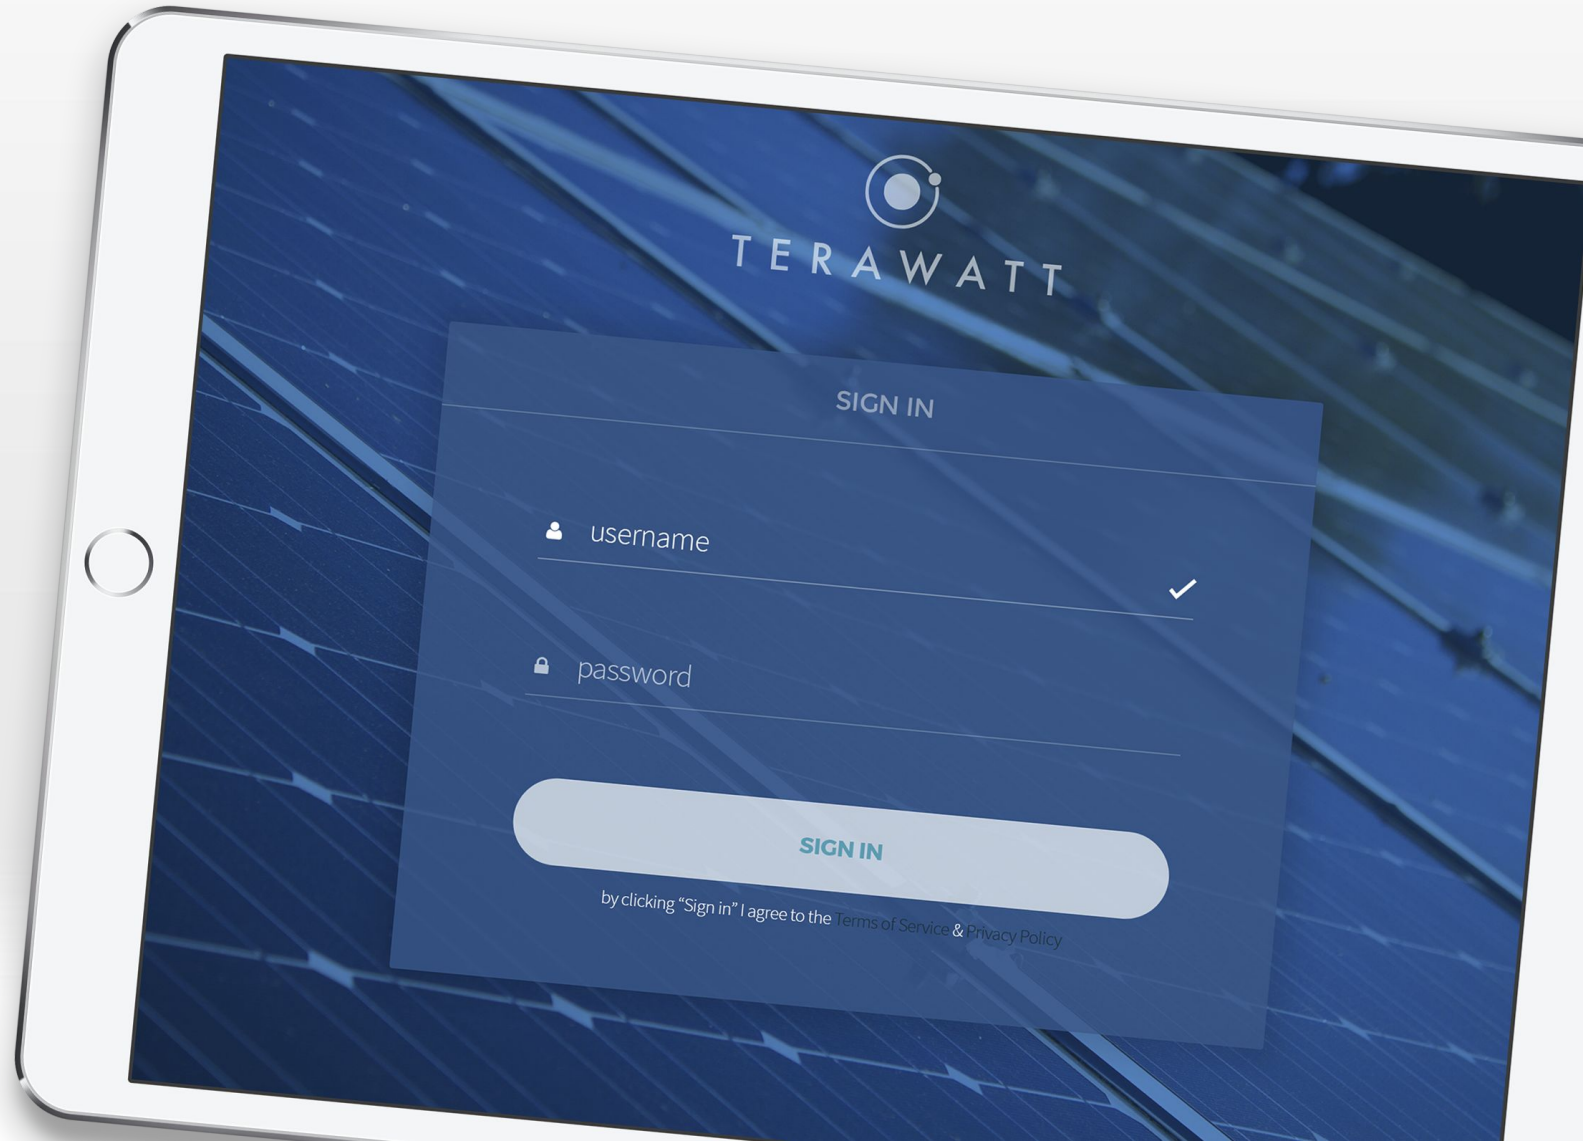 TERAWATT
SIGN IN
username
password
SIGN IN
by clicking “Sign in” I agree to the Terms of Service & Privacy Policy